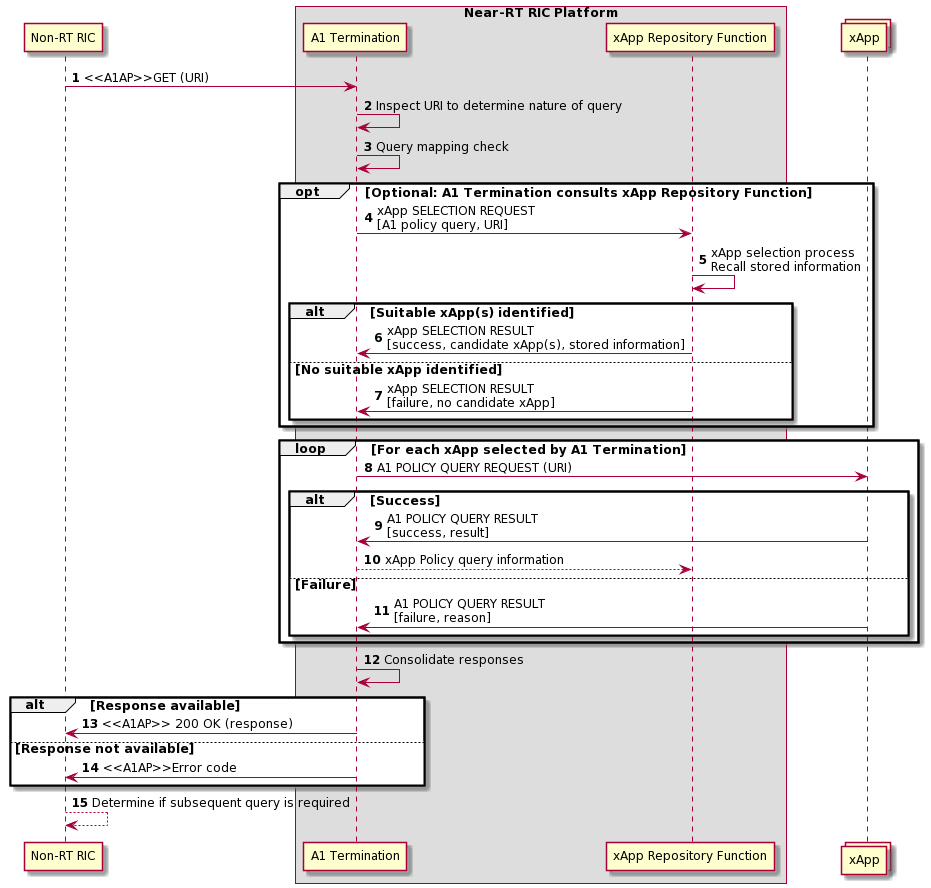 Near-RT RIC Platform
Non-RT RIC
A1 Termination
xApp Repository Function
xApp
1 <<A1AP>>GET (URI)
2 Inspect URI to determine nature of query
3 Query mapping check
opt [Optional: A1 Termination consults xApp Repository Function]
4 xApp SELECTION REQUEST
[A1 policy query, URI]
5 xApp selection process
Recall stored information
alt [Suitable xApp(s) identified]
6 xApp SELECTION RESULT
[success, candidate xApp(s), stored information]
[No suitable xApp identified]
7 xApp SELECTION RESULT
[failure, no candidate xApp]
loop [For each xApp selected by A1 Termination]
8 A1 POLICY QUERY REQUEST (URI)
alt [Success]
9 A1 POLICY QUERY RESULT
[success, result]
10 xApp Policy query information
[Failure]
11 A1 POLICY QUERY RESULT
[failure, reason]
12 Consolidate responses
alt [Response available]
13 <<A1AP>> 200 OK (response)
[Response not available]
14 <<A1AP>>Error code
15 Determine if subsequent query is required
Non-RT RIC
A1 Termination
xApp Repository Function
xApp